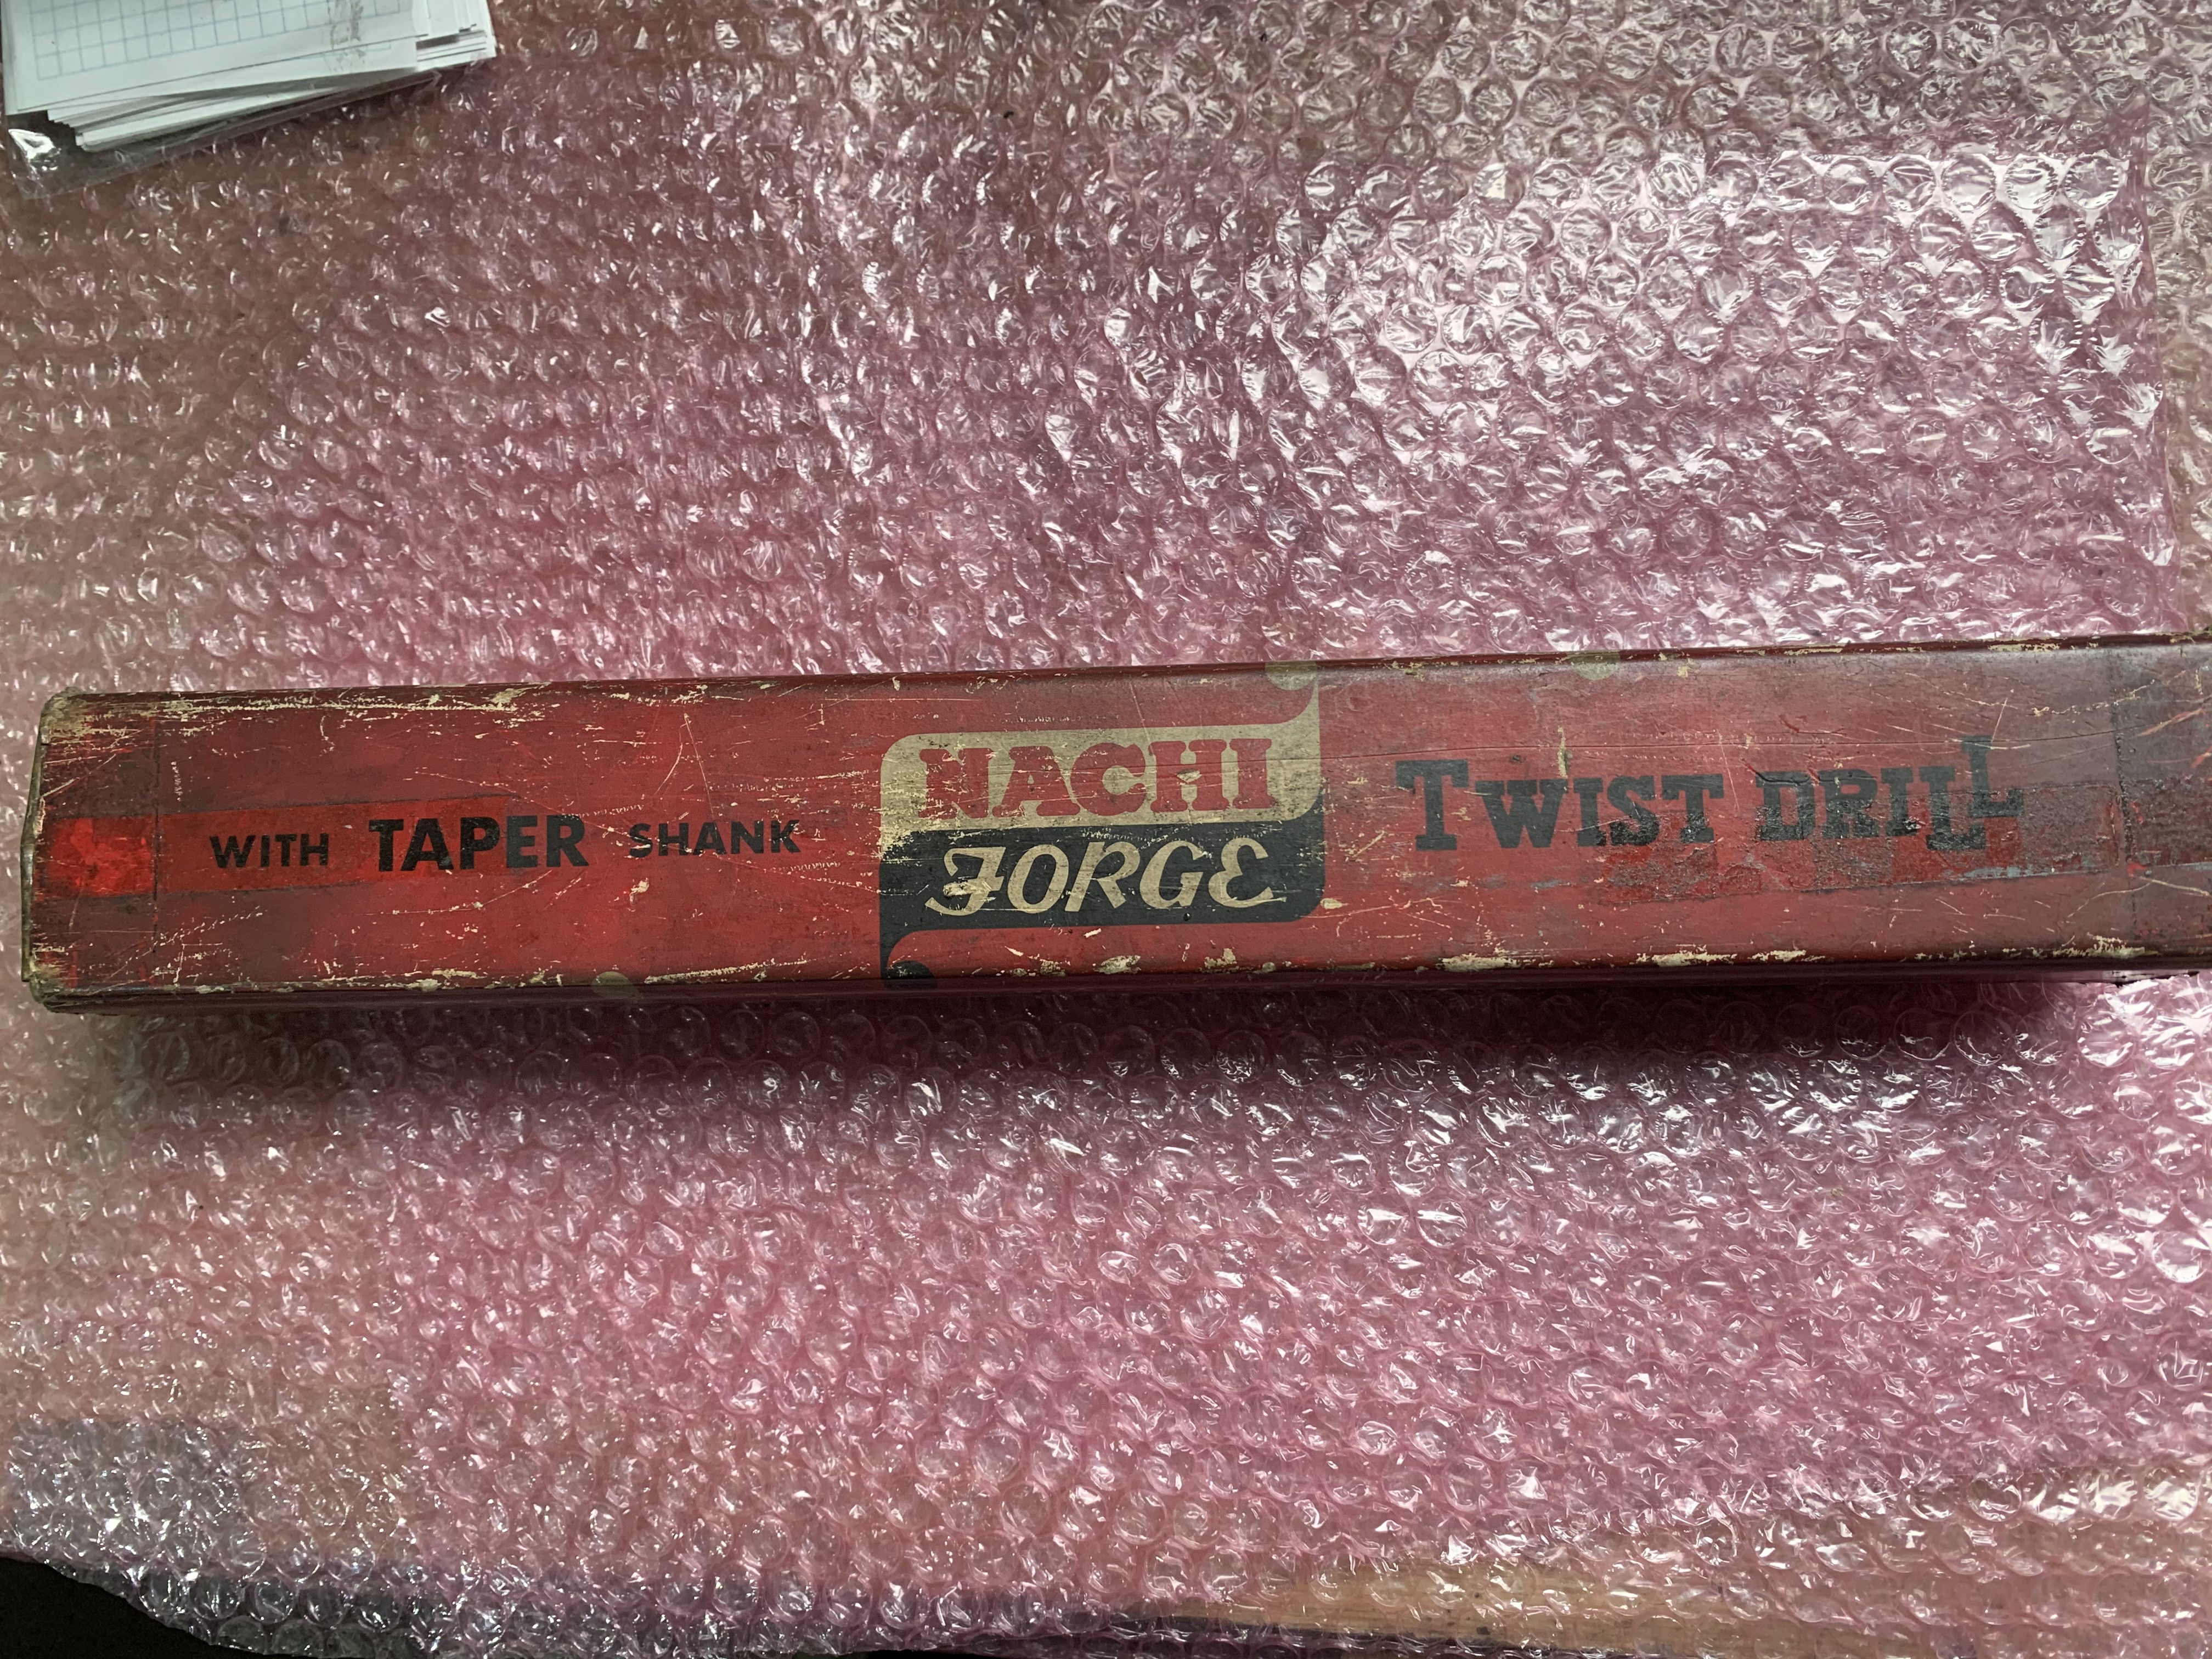 WITH TAPER SHANK
NACHI
FORGE
TWIST DRILL